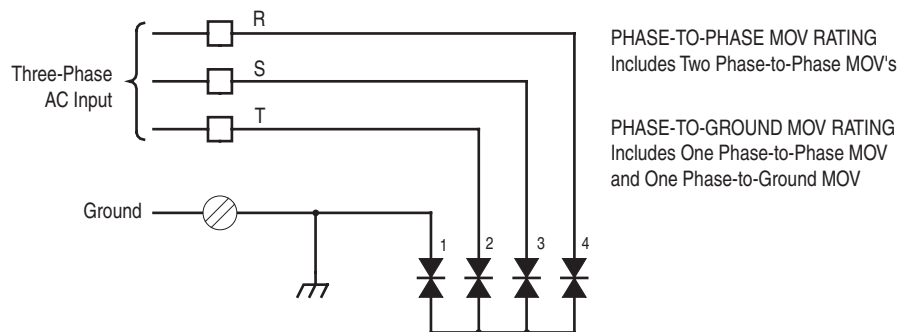 R
Three-Phase
AC Input
S
T
Ground
1
2
3
4
PHASE-TO-PHASE MOV RATING
Includes Two Phase-to-Phase MOV's
PHASE-TO-GROUND MOV RATING
Includes One Phase-to-Phase MOV
and One Phase-to-Ground MOV